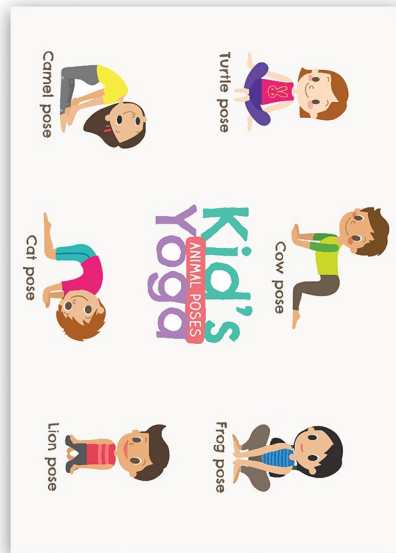 Turtle pose
Cow pose
Frog pose
Kid's
ANIMAL POSES
Yoga
Camel pose
Cat pose
Lion pose